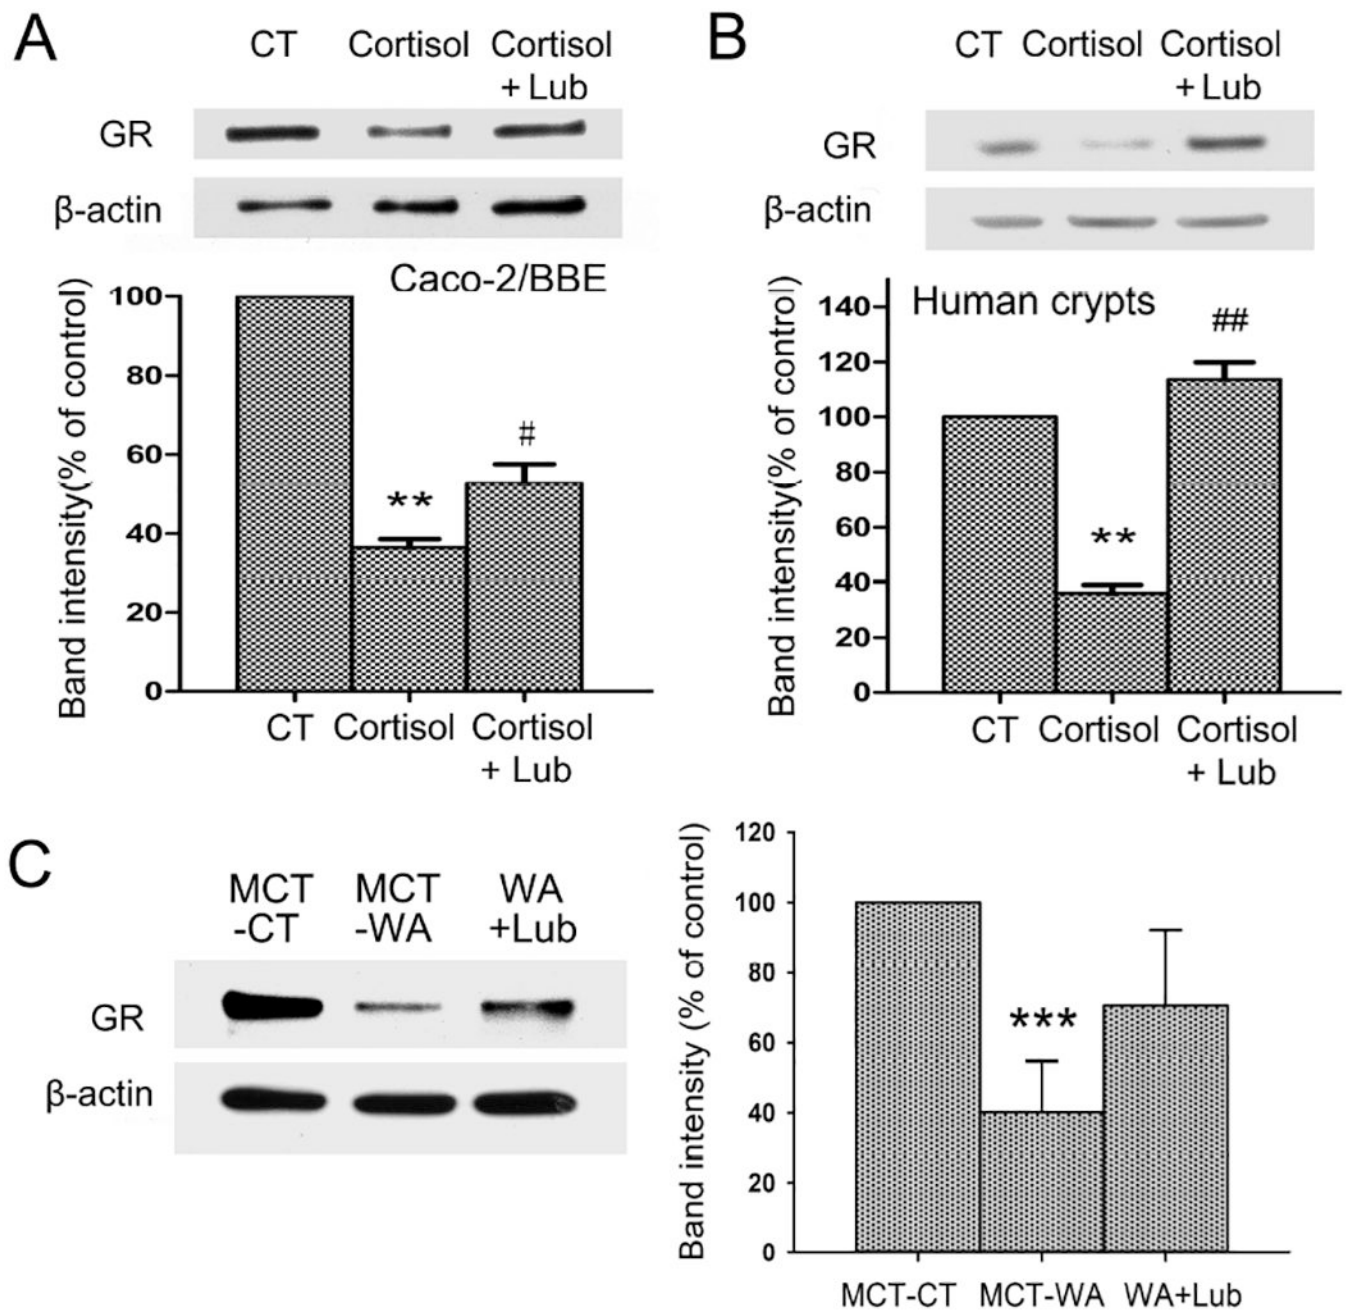 A
CT Cortisol Cortisol
+ Lub
GR
β-actin
Caco-2/BBE
Band intensity(% of control)
100
80
60
40
20
0
**
#
CT Cortisol Cortisol
+ Lub
B
CT Cortisol Cortisol
+ Lub
GR
β-actin
Human crypts
Band intensity(% of control)
140
120
100
80
60
40
20
0
**
##
CT Cortisol Cortisol
+ Lub
C
MCT MCT WA
-CT -WA +Lub
GR
β-actin
Band intensity (% of control)
120
100
80
60
40
20
0
***
MCT-CT MCT-WA WA+Lub